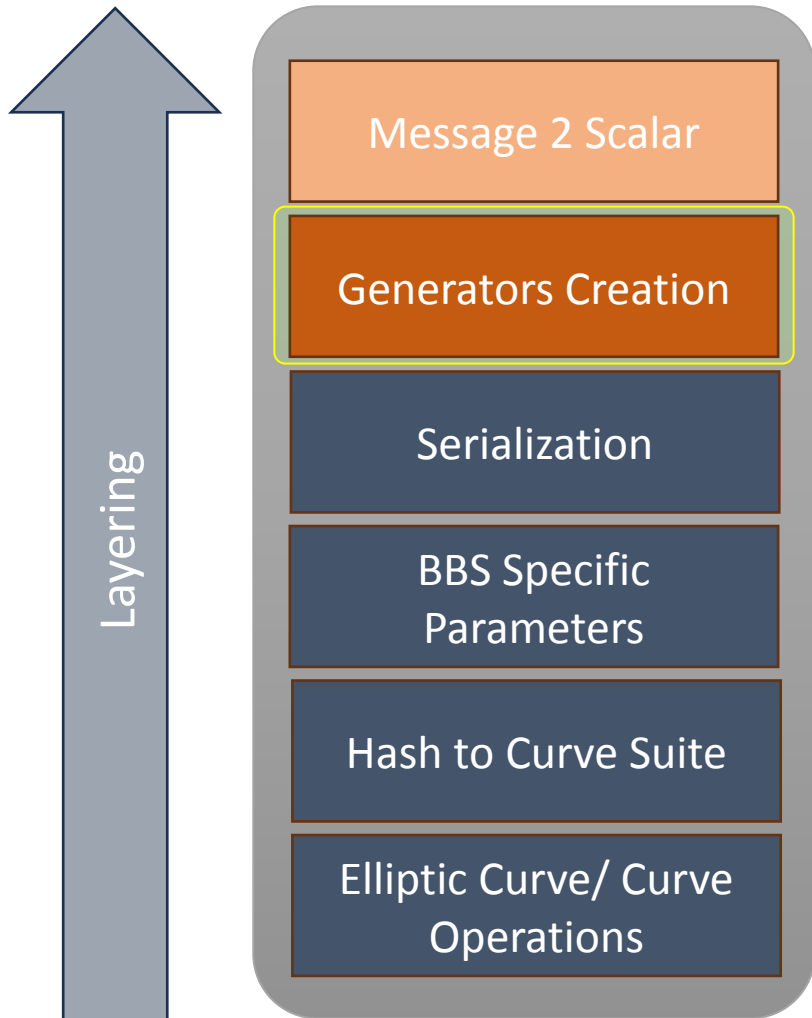 Layering
Message 2 Scalar
Generators Creation
Serialization
BBS Specific
Parameters
Hash to Curve Suite
Elliptic Curve/ Curve
Operations